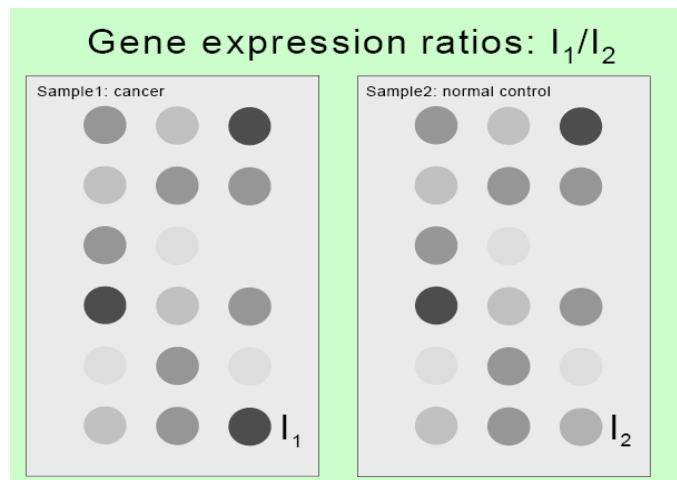 Gene expression ratios: I₁/I₂
Sample1: cancer
Sample2: normal control
I₁
I₂